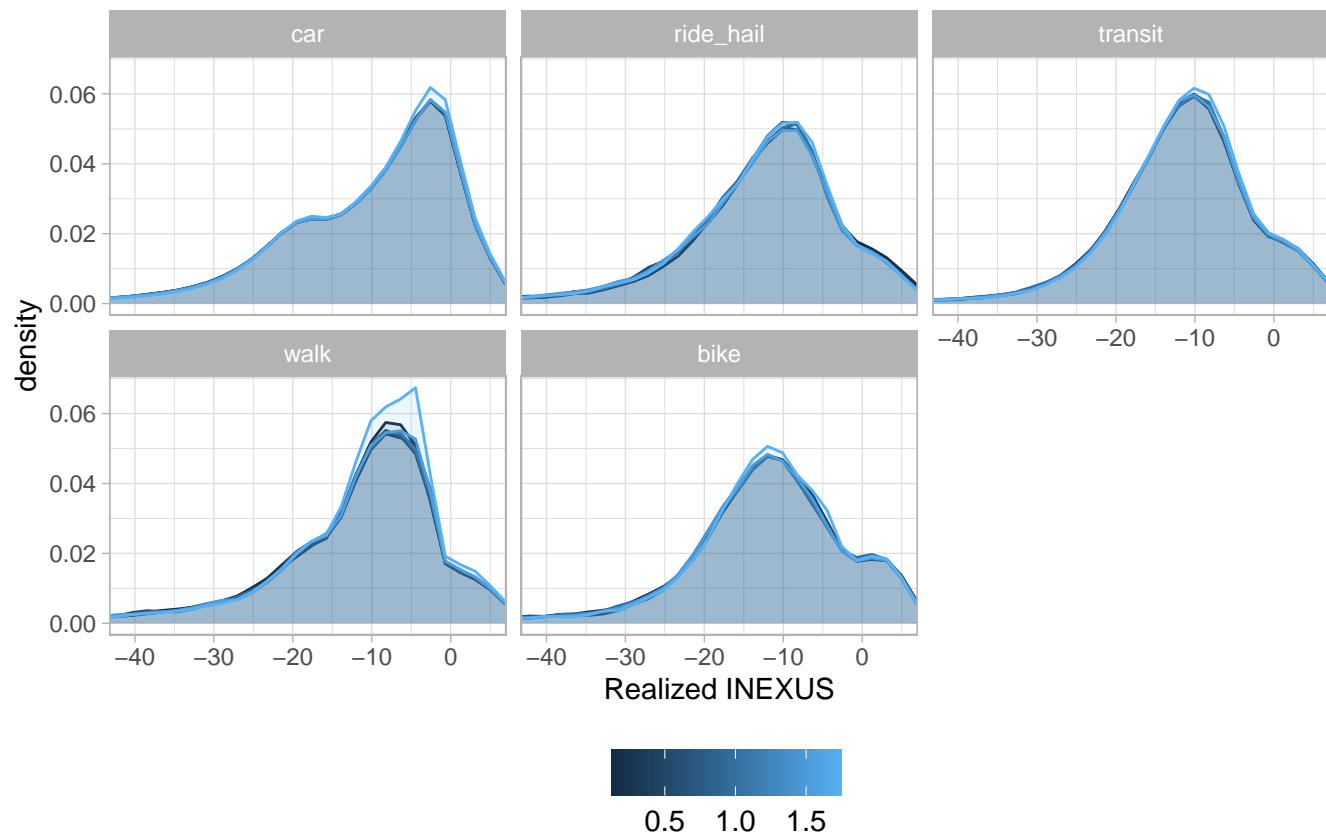 car ride_hail transit
0.06
0.04
0.02
0.00
−40 −30 −20 −10 0
density
walk bike
0.06
0.04
0.02
0.00
−40 −30 −20 −10 0 −40 −30 −20 −10 0
Realized INEXUS
0.5 1.0 1.5